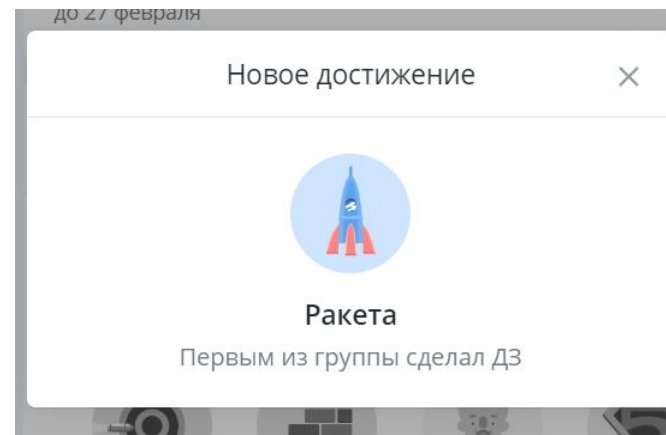 до 27 февраля
Новое достижение
Ракета
Первым из группы сделал ДЗ